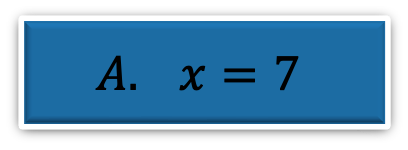 A. x = 7